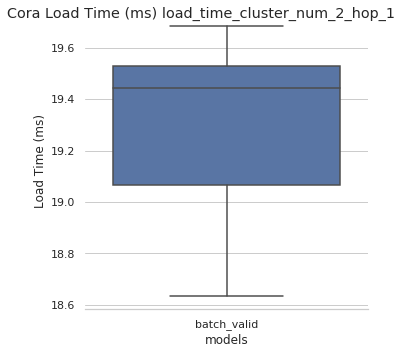 Cora Load Time (ms) load_time_cluster_num_2_hop_1
19.6
19.4
19.2
19.0
18.8
18.6
Load Time (ms)
batch_valid
models